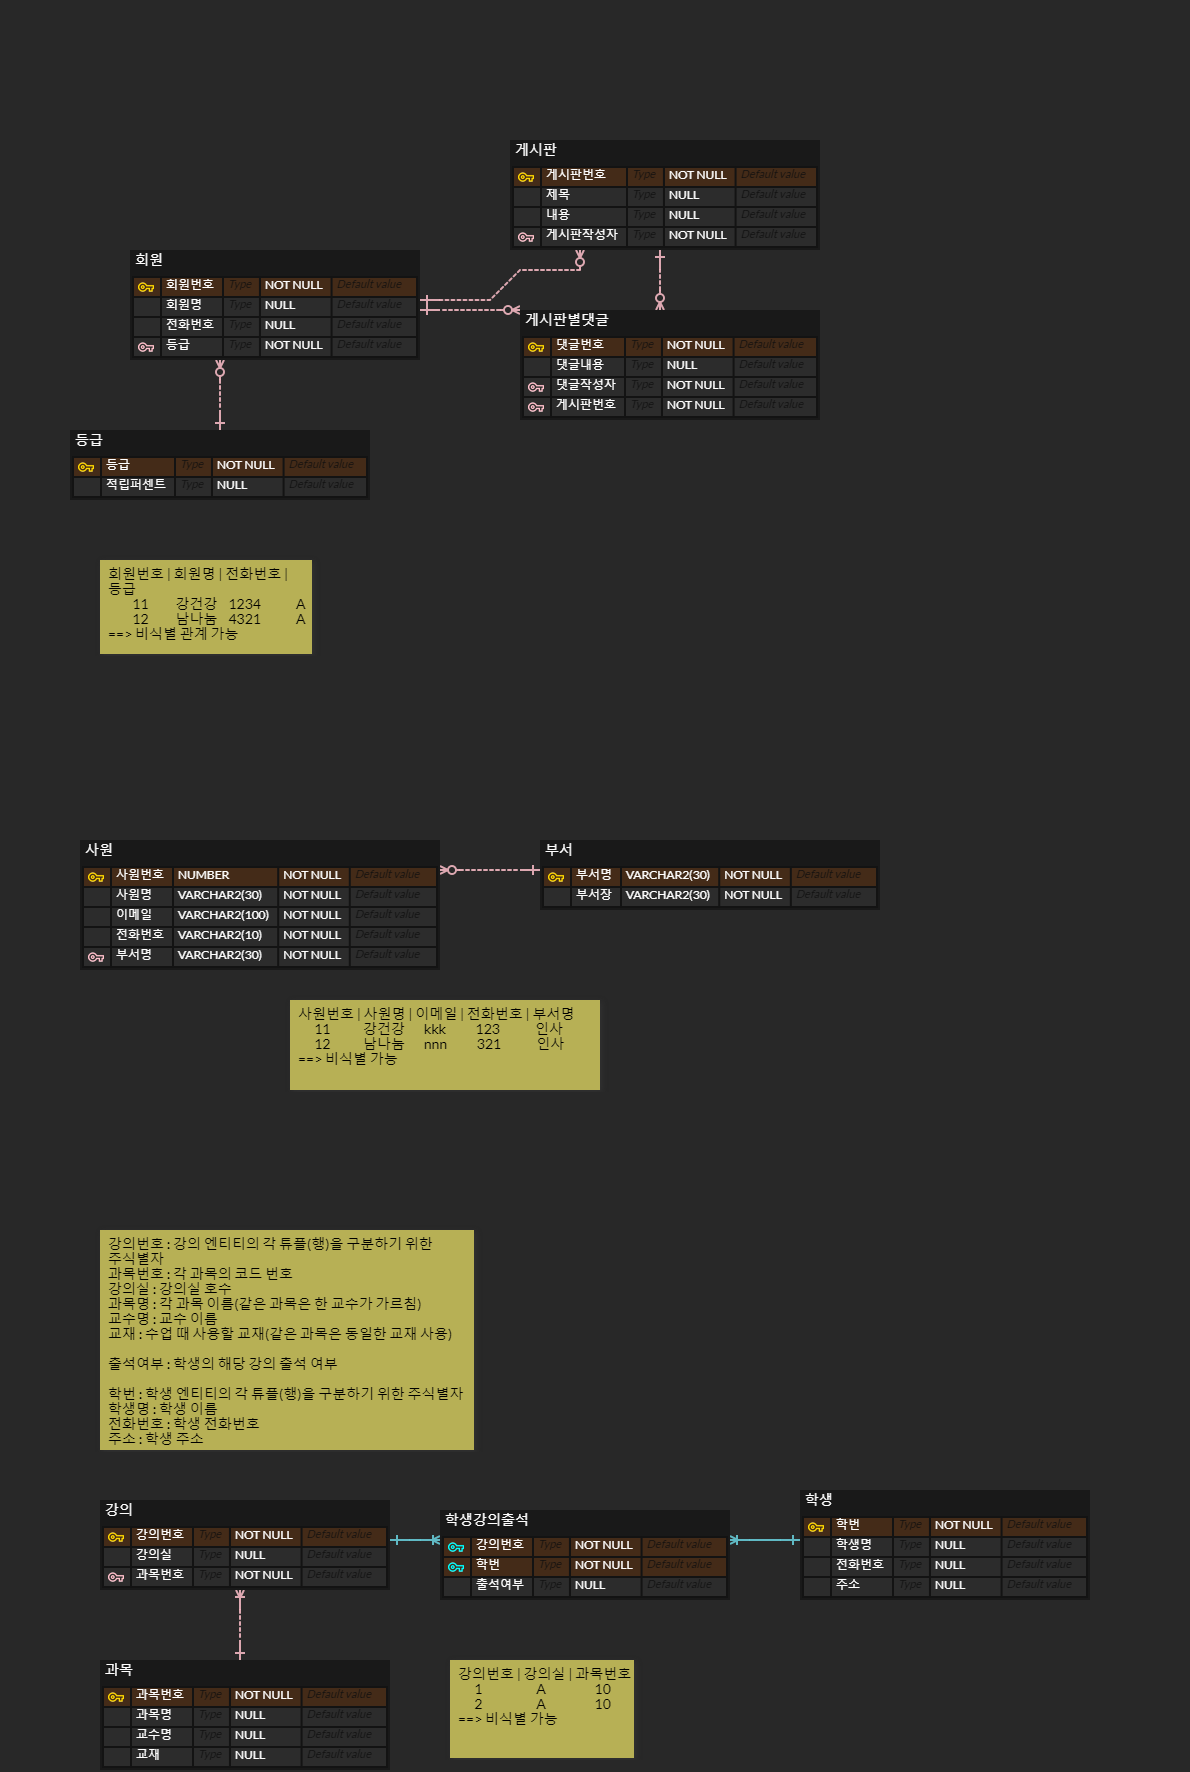 게시판
게시판번호 Type NOT NULL Default value
제목 Type NULL Default value
내용 Type NULL Default value
게시판작성자 Type NOT NULL Default value
회원
회원번호 Type NOT NULL Default value
회원명 Type NULL Default value
전화번호 Type NULL Default value
등급 Type NOT NULL Default value
게시판별댓글
댓글번호 Type NOT NULL Default value
댓글내용 Type NULL Default value
댓글작성자 Type NOT NULL Default value
게시판번호 Type NOT NULL Default value
등급
등급 Type NOT NULL Default value
적립퍼센트 Type NULL Default value
회원번호 | 회원명 | 전화번호 |
등급
11 강건강 1234 A
12 남나눔 4321 A
==> 비식별 관계 가능
사원
사원번호 NUMBER NOT NULL Default value
사원명 VARCHAR2(30) NOT NULL Default value
이메일 VARCHAR2(100) NOT NULL Default value
전화번호 VARCHAR2(10) NOT NULL Default value
부서명 VARCHAR2(30) NOT NULL Default value
부서
부서명 VARCHAR2(30) NOT NULL Default value
부서장 VARCHAR2(30) NOT NULL Default value
사원번호 | 사원명 | 이메일 | 전화번호 | 부서명
11 강건강 kkk 123 인사
12 남나눔 nnn 321 인사
==> 비식별 가능
강의번호 : 강의 엔티티의 각 튜플(행)을 구분하기 위한
주식별자
과목번호 : 각 과목의 코드 번호
강의실 : 강의실 호수
과목명 : 각 과목 이름(같은 과목은 한 교수가 가르침)
교수명 : 교수 이름
교재 : 수업 때 사용할 교재(같은 과목은 동일한 교재 사용)
출석여부 : 학생의 해당 강의 출석 여부
학번 : 학생 엔티티의 각 튜플(행)을 구분하기 위한 주식별자
학생명 : 학생 이름
전화번호 : 학생 전화번호
주소 : 학생 주소
강의
강의번호 Type NOT NULL Default value
강의실 Type NULL Default value
과목번호 Type NOT NULL Default value
학생강의출석
강의번호 Type NOT NULL Default value
학번 Type NOT NULL Default value
출석여부 Type NULL Default value
학생
학번 Type NOT NULL Default value
학생명 Type NULL Default value
전화번호 Type NULL Default value
주소 Type NULL Default value
과목
과목번호 Type NOT NULL Default value
과목명 Type NULL Default value
교수명 Type NULL Default value
교재 Type NULL Default value
강의번호 | 강의실 | 과목번호
1 A 10
2 A 10
==> 비식별 가능